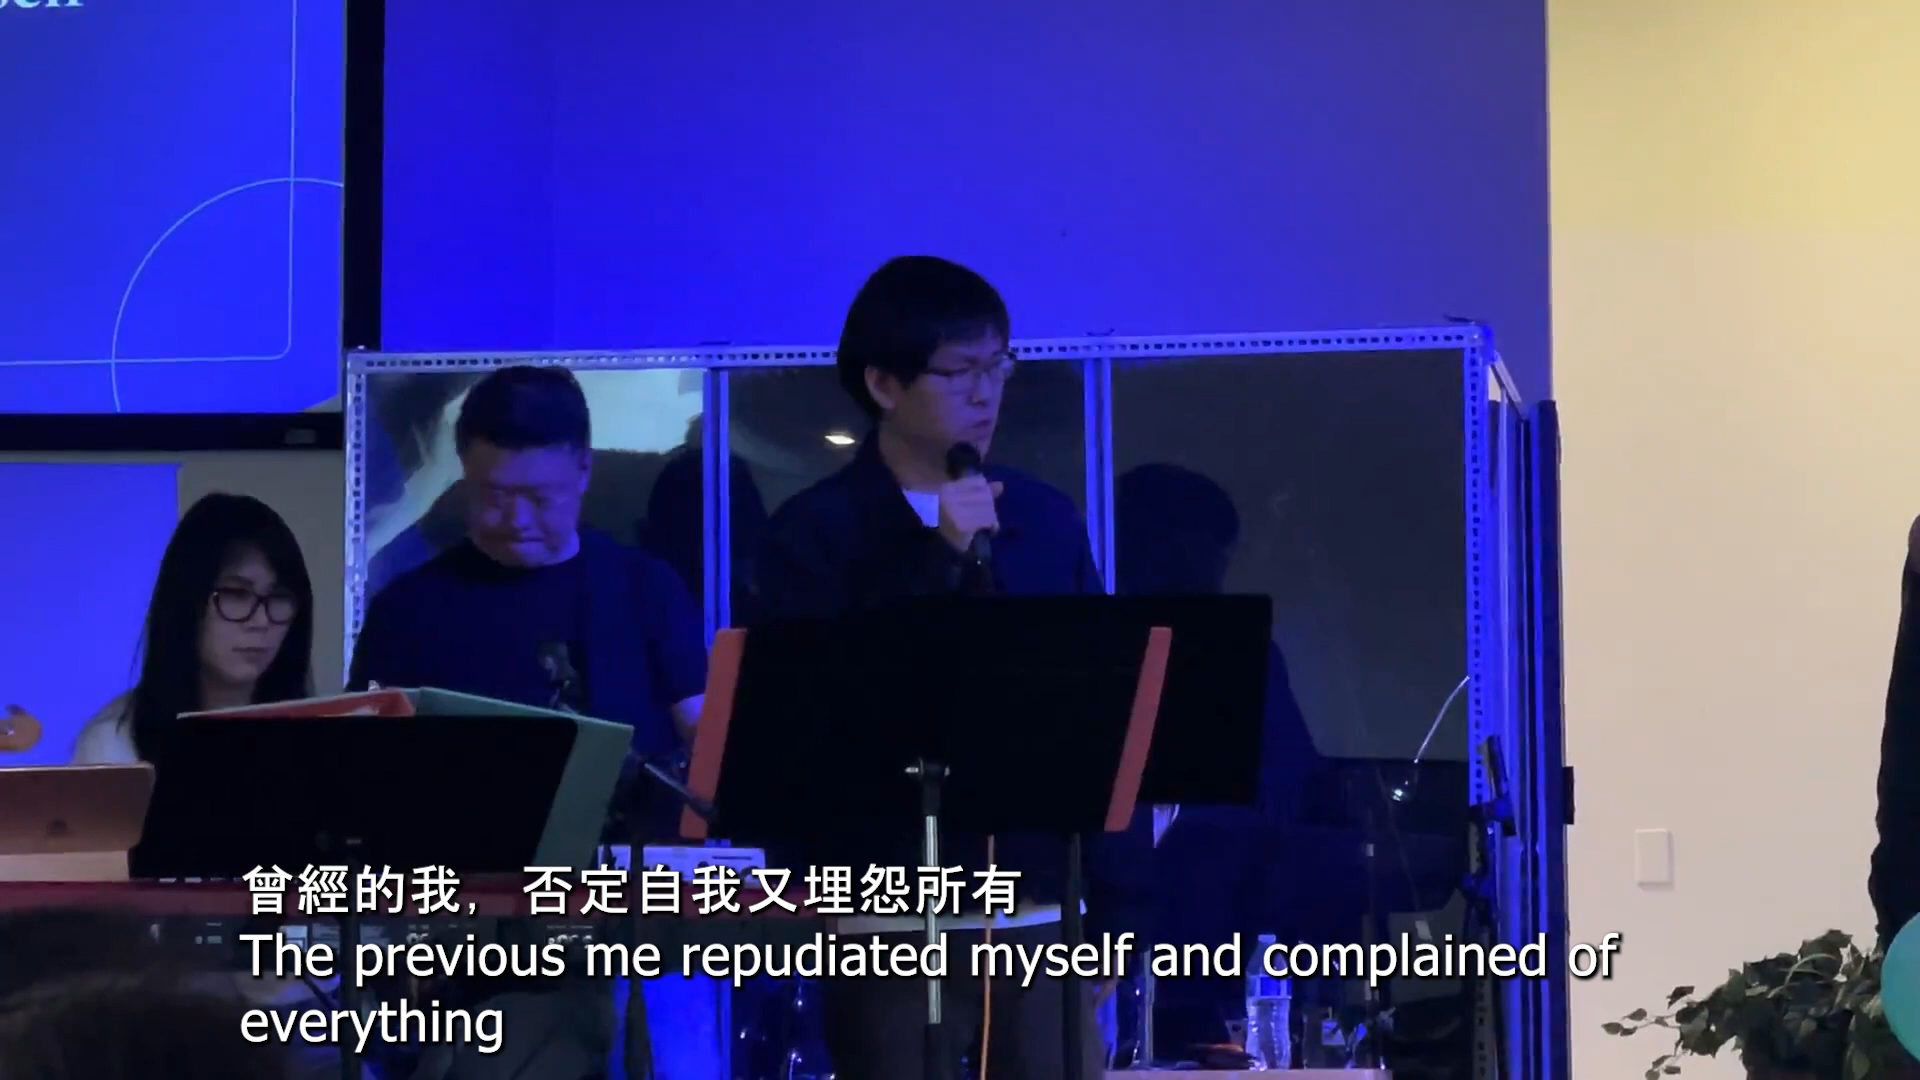 曾經的我，否定自我又埋怨所有
The previous me repudiated myself and complained of
everything